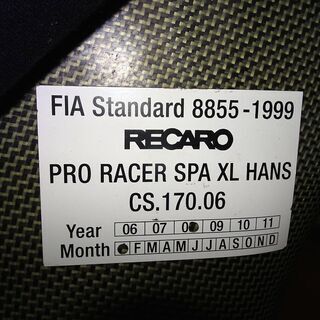 FIA Standard 8855-1999
RECARO
PRO RACER SPA XL HANS
CS.170.06
Year 06 07 09 10 11
Month F M A M J J A S O N D